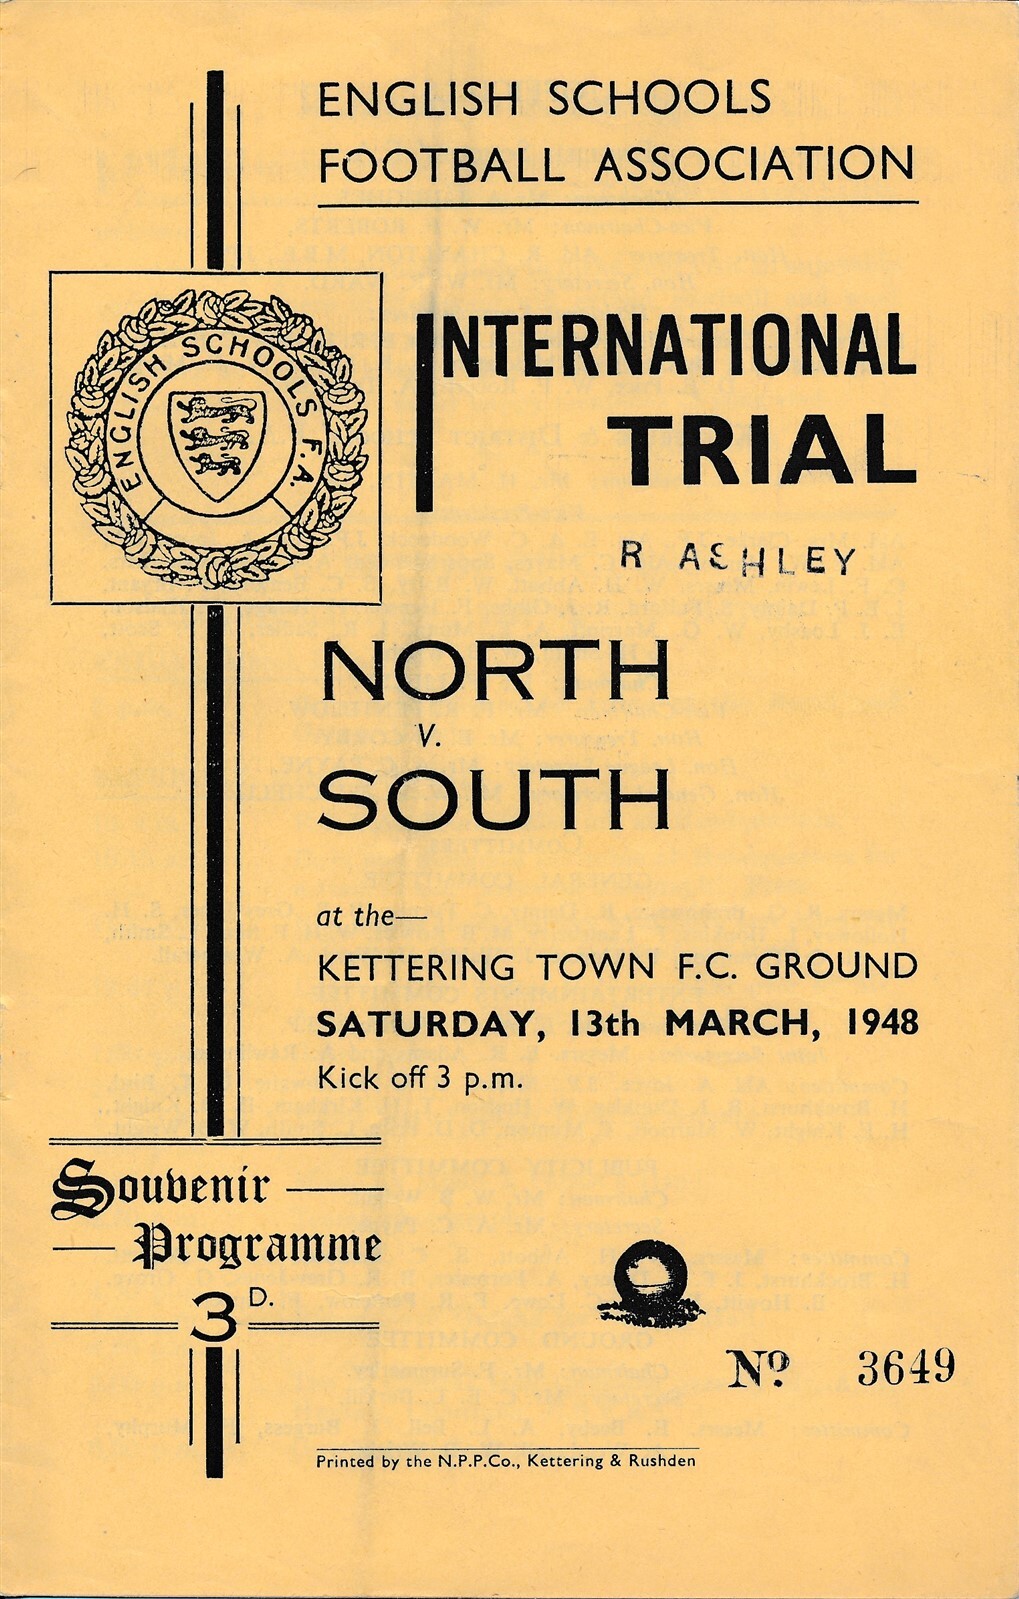 ENGLISH SCHOOLS
FOOTBALL ASSOCIATION
ENGLISH SCHOOLS F.A.
INTERNATIONAL
TRIAL
R ASHLEY
NORTH
V.
SOUTH
at the—
KETTERING TOWN F.C. GROUND
SATURDAY, 13th MARCH, 1948
Kick off 3 p.m.
Souvenir
Programme
3D.
No. 3649
Printed by the N.P.P.Co., Kettering & Rushden